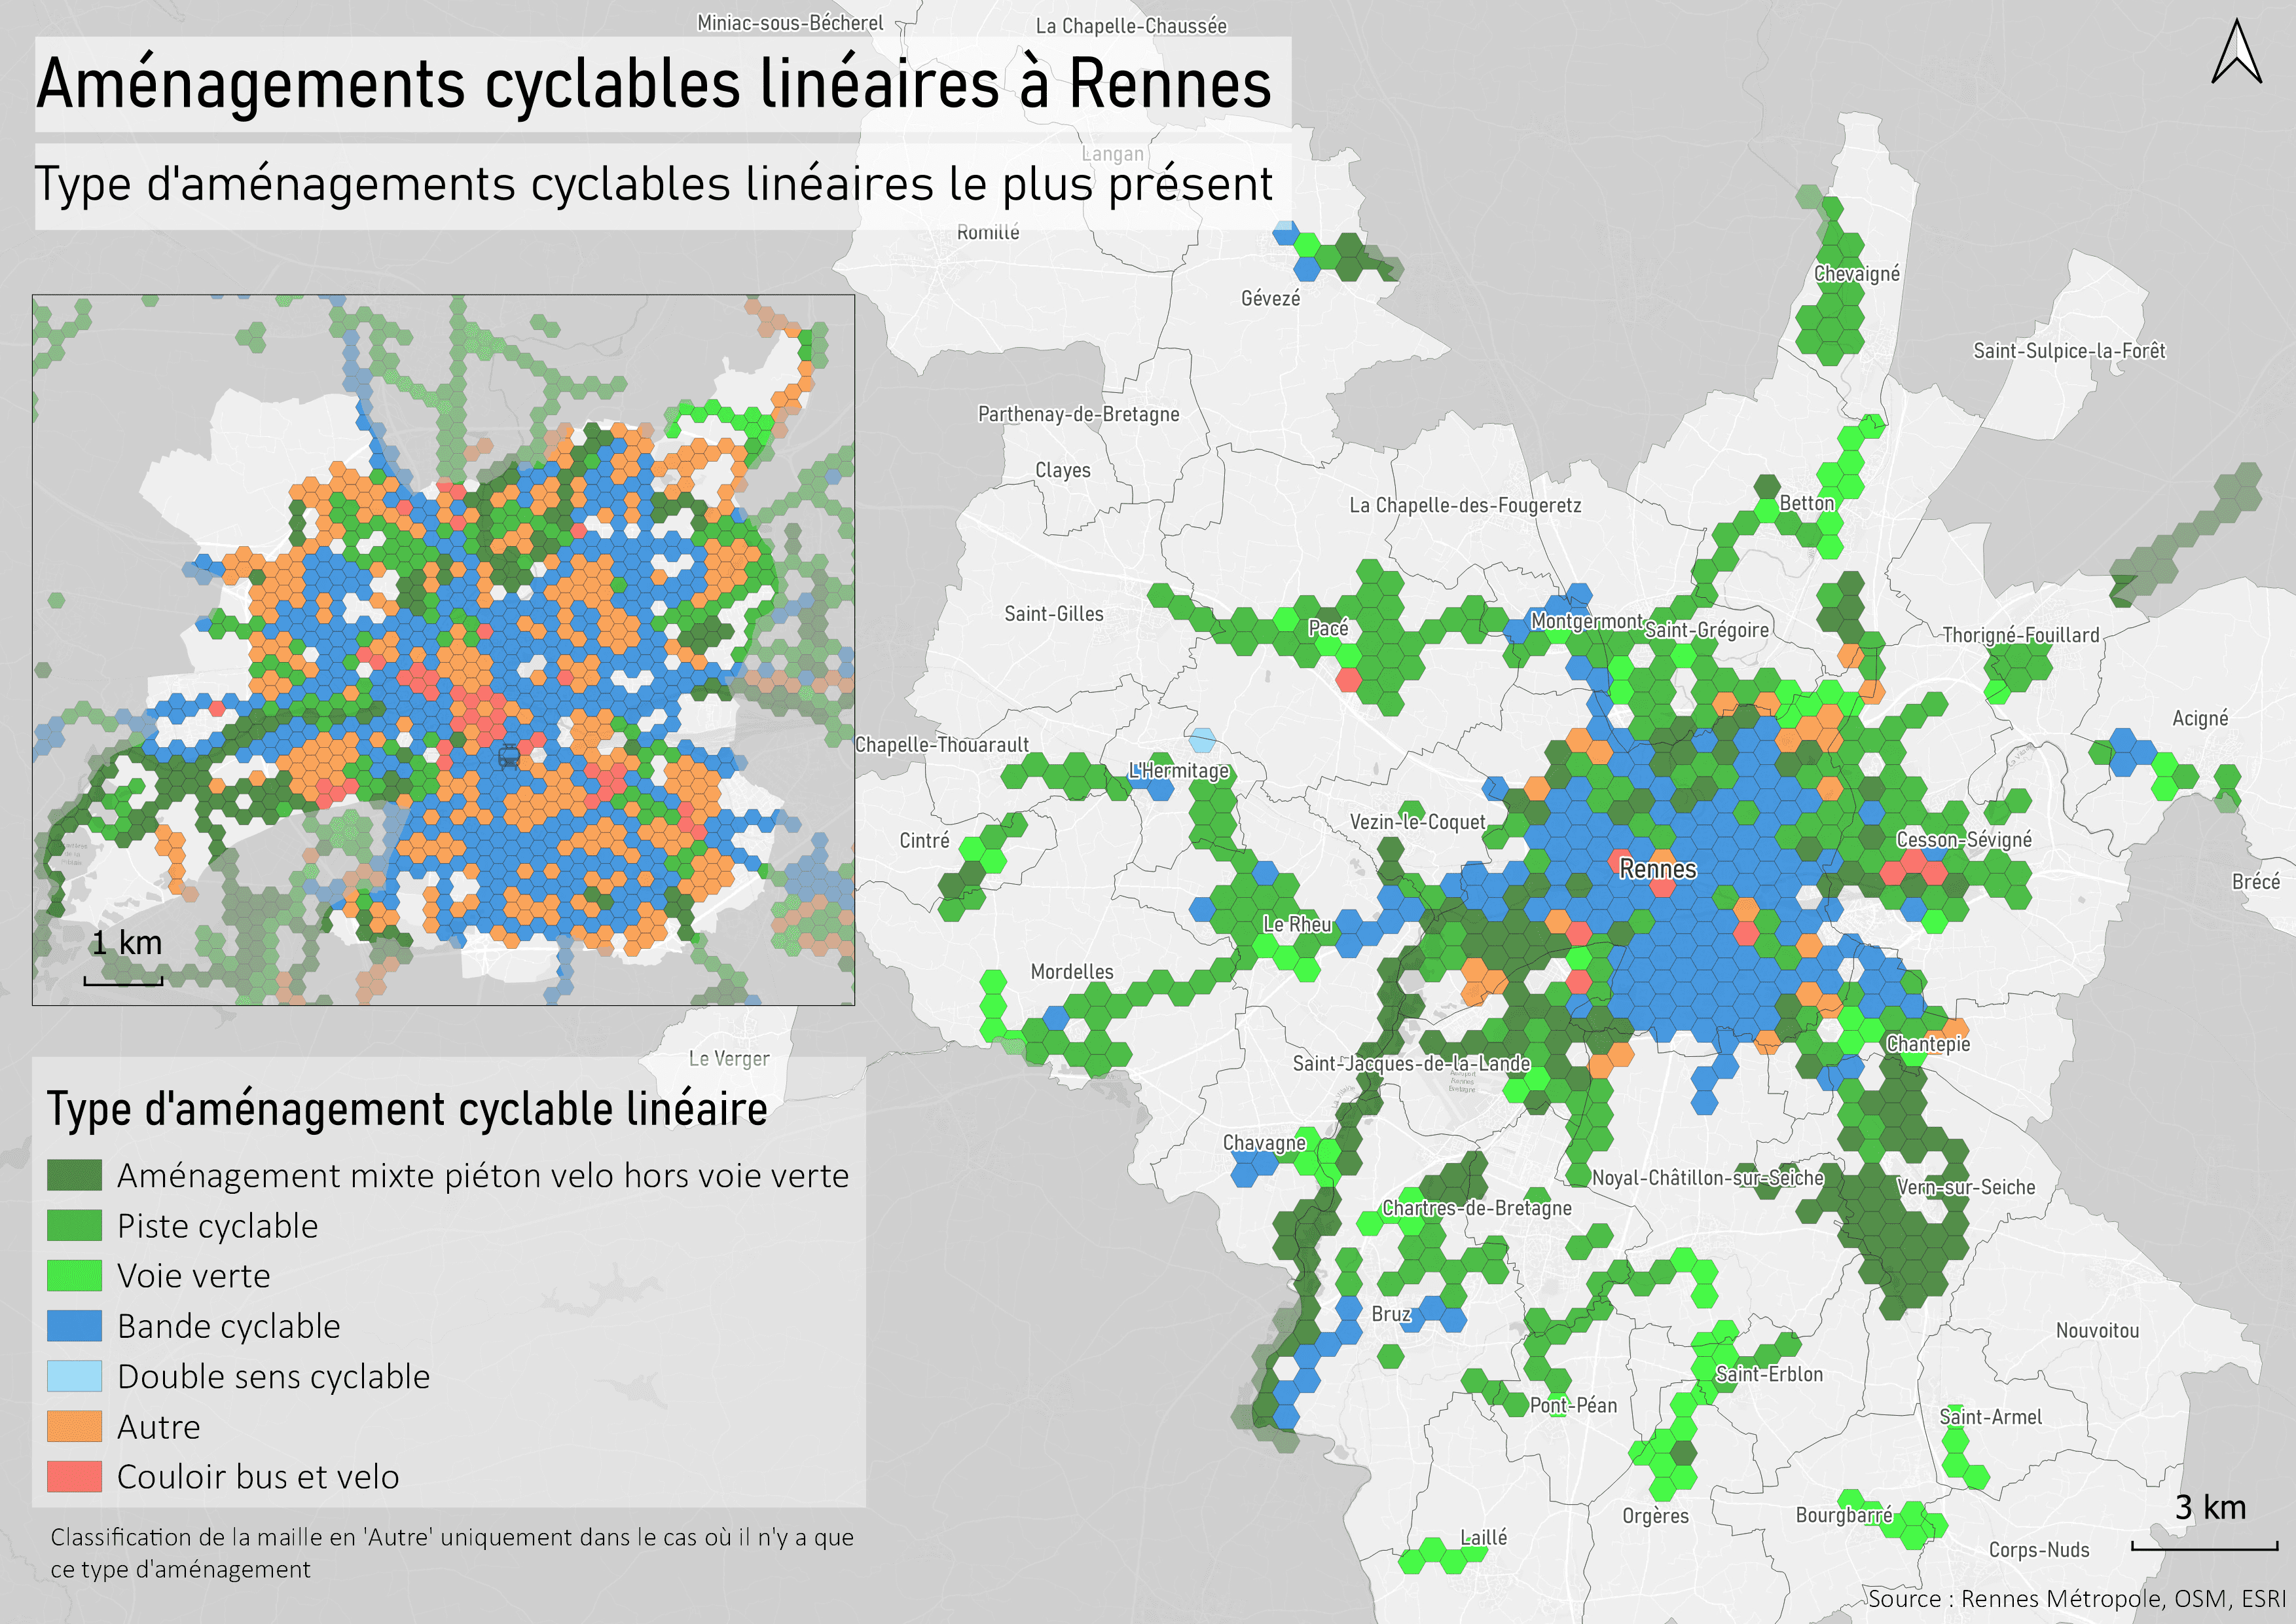 Miniac-sous-Bécherel
La Chapelle-Chaussée
Aménagements cyclables linéaires à Rennes
Langan
Type d'aménagements cyclables linéaires le plus présent
Romillé
Gévezé
Chevaigné
Saint-Sulpice-la-Forêt
Parthenay-de-Bretagne
Clayes
La Chapelle-des-Fougeretz
Betton
Saint-Gilles
Pacé
Montgermont
Saint-Grégoire
Thorigné-Fouillard
Acigné
Chapelle-Thouarault
L'Hermitage
Vezin-le-Coquet
Cintré
Cesson-Sévigné
Rennes
Brécé
Le Rheu
1 km
Mordelles
Chantepie
Le Verger
Saint-Jacques-de-la-Lande
Aéroport
Rennes
Bretagne
Type d'aménagement cyclable linéaire
Aménagement mixte piéton velo hors voie verte
Piste cyclable
Voie verte
Bande cyclable
Double sens cyclable
Autre
Couloir bus et velo
Classification de la maille en 'Autre' uniquement dans le cas où il n'y a que
ce type d'aménagement
Chavagne
Noyal-Châtillon-sur-Seiche
Vern-sur-Seiche
Chartres-de-Bretagne
Bruz
Nouvoitou
Saint-Erblon
Pont-Péan
Saint-Armel
Orgères
Bourgbarré
3 km
Laillé
Corps-Nuds
Source : Rennes Métropole, OSM, ESRI